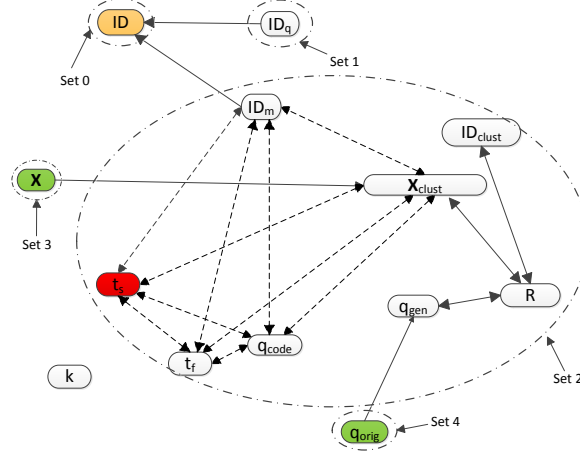 ID
IDq
Set 0
Set 1
IDm
IDclust
X
Xclust
Set 3
ts
R
qgen
qcode
tf
k
Set 2
Set 4
qorig